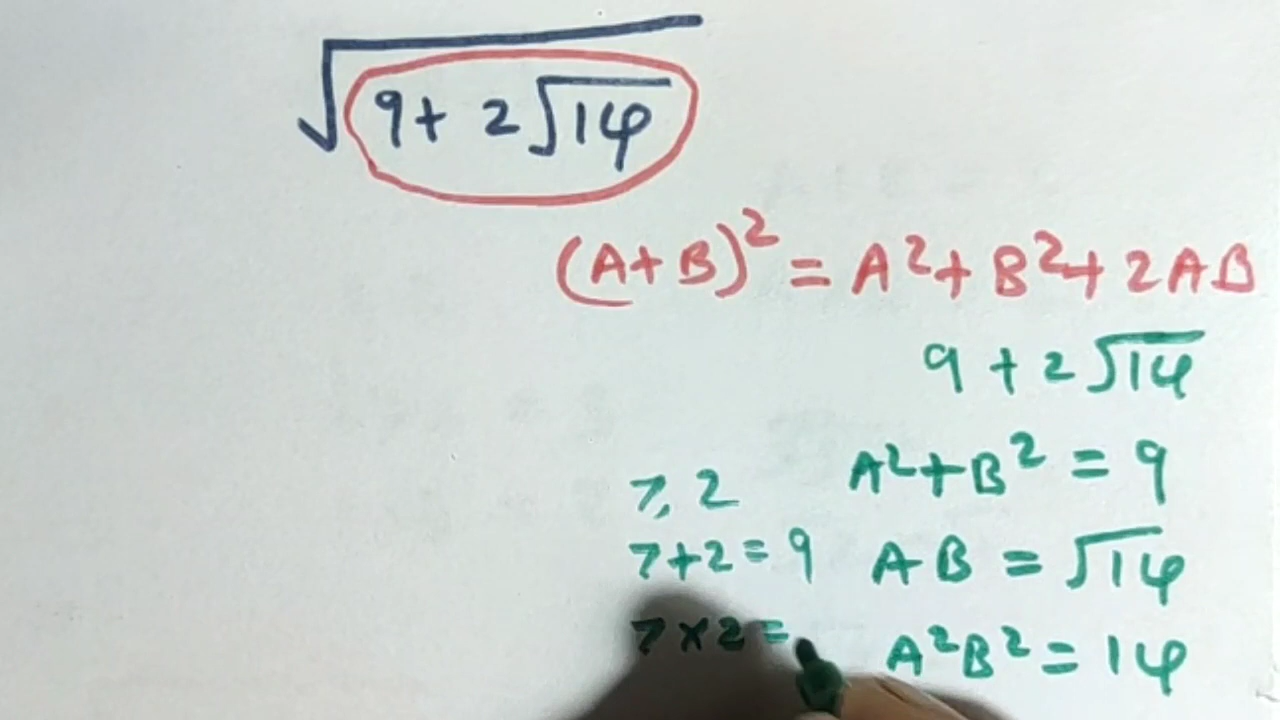 √(9+ 2√14)
(A+B)² = A²+B²+2AB
9 + 2√14
7, 2 A²+B² = 9
7+2=9 AB = √14
7×2= A²B² = 14